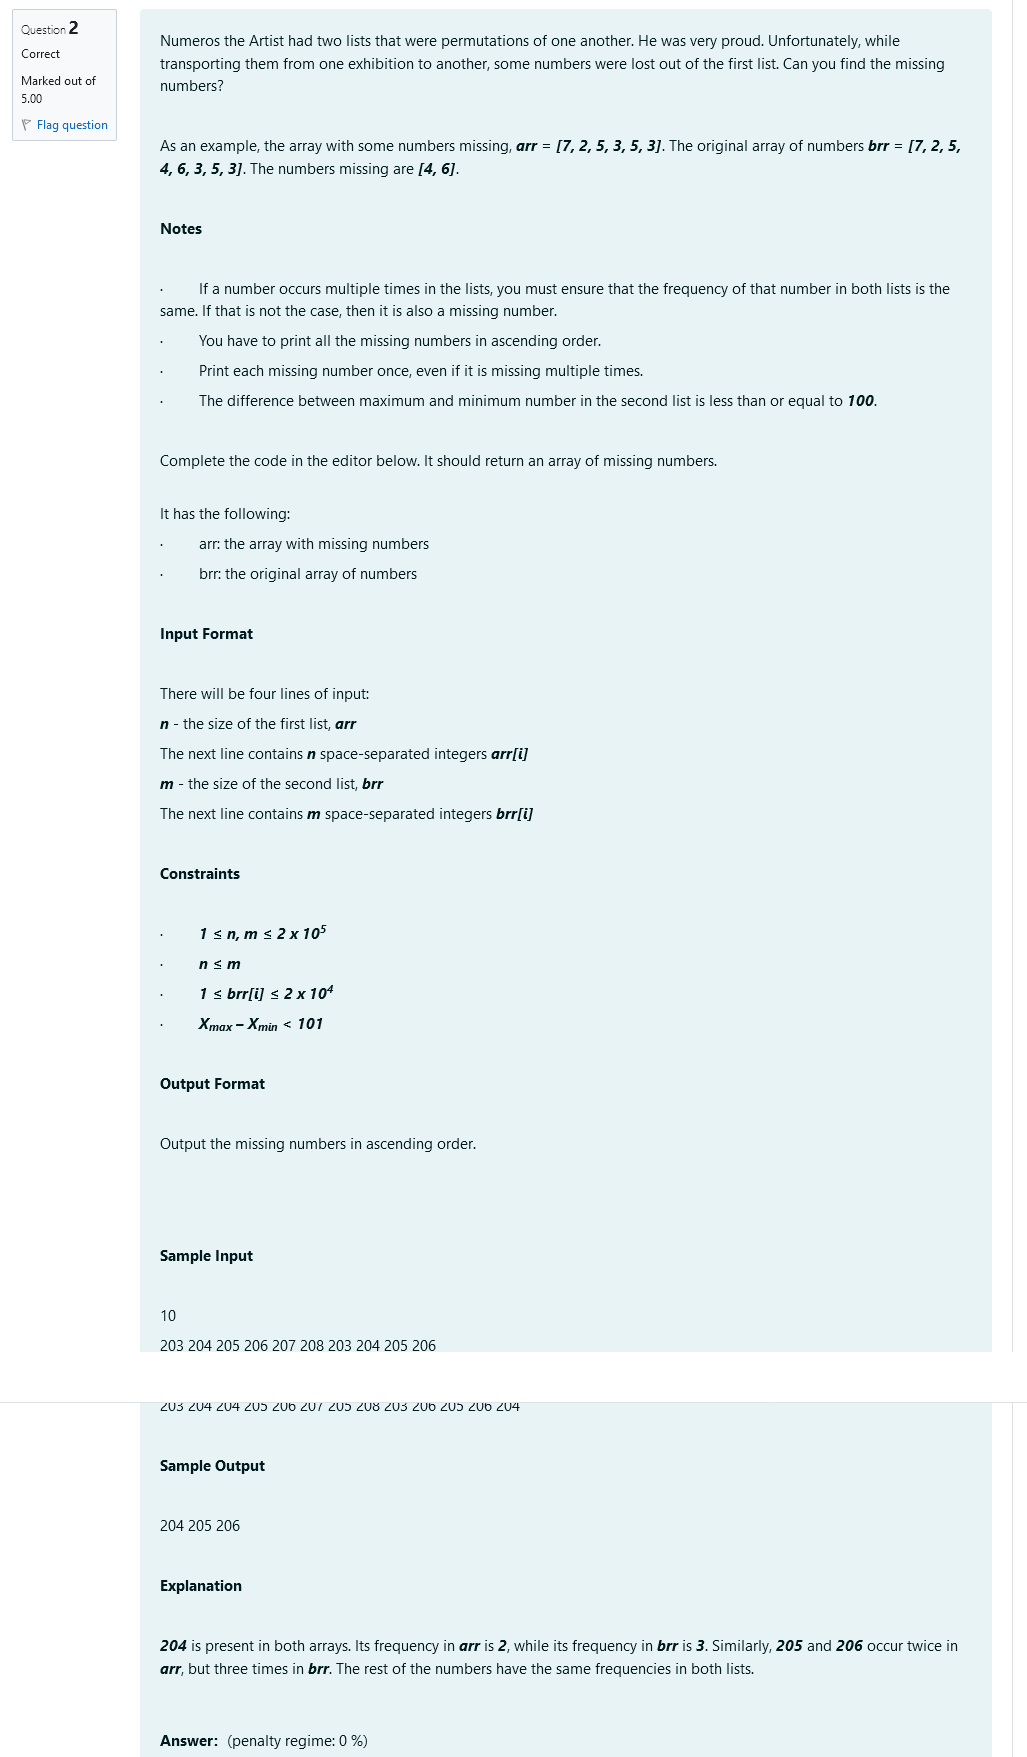 Question 2
Correct
Marked out of
5.00
Flag question
Numeros the Artist had two lists that were permutations of one another. He was very proud. Unfortunately, while
transporting them from one exhibition to another, some numbers were lost out of the first list. Can you find the missing
numbers?
As an example, the array with some numbers missing, arr = [7, 2, 5, 3, 5, 3]. The original array of numbers brr = [7, 2, 5,
4, 6, 3, 5, 3]. The numbers missing are [4, 6].
Notes
· If a number occurs multiple times in the lists, you must ensure that the frequency of that number in both lists is the
same. If that is not the case, then it is also a missing number.
· You have to print all the missing numbers in ascending order.
· Print each missing number once, even if it is missing multiple times.
· The difference between maximum and minimum number in the second list is less than or equal to 100.
Complete the code in the editor below. It should return an array of missing numbers.
It has the following:
· arr: the array with missing numbers
· brr: the original array of numbers
Input Format
There will be four lines of input:
n - the size of the first list, arr
The next line contains n space-separated integers arr[i]
m - the size of the second list, brr
The next line contains m space-separated integers brr[i]
Constraints
· 1 ≤ n, m ≤ 2 x 10⁵
· n ≤ m
· 1 ≤ brr[i] ≤ 2 x 10⁴
· Xmax – Xmin < 101
Output Format
Output the missing numbers in ascending order.
Sample Input
10
203 204 205 206 207 208 203 204 205 206
203 204 204 205 206 207 205 208 203 206 205 206 204
Sample Output
204 205 206
Explanation
204 is present in both arrays. Its frequency in arr is 2, while its frequency in brr is 3. Similarly, 205 and 206 occur twice in
arr, but three times in brr. The rest of the numbers have the same frequencies in both lists.
Answer: (penalty regime: 0 %)